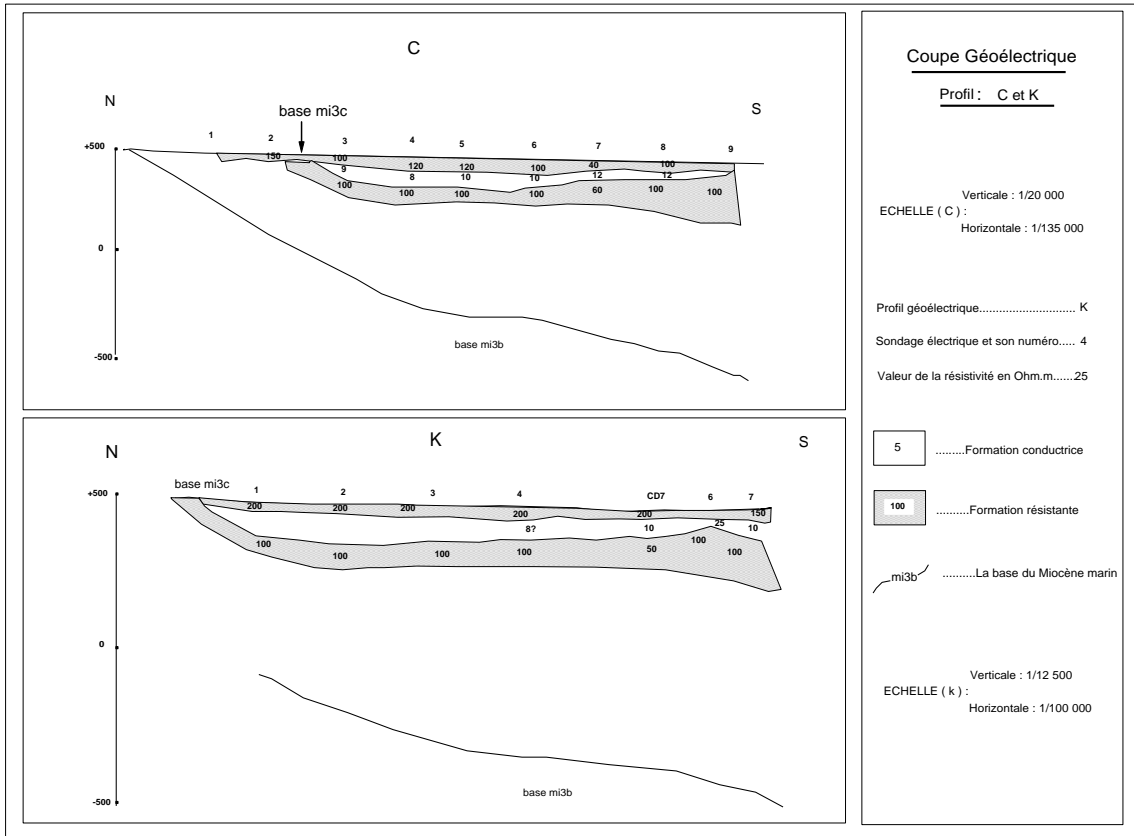 C
N
S
base mi3c
1 2 3 4 5 6 7 8 9
+500
150 100 120 120 100 40 100
9 8 10 10 12 12
100 100 100 100 60 100 100
0
-500
base mi3b
N
K
S
base mi3c
+500
1 2 3 4 CD7 6 7
200 200 200 200 200 150
8? 10 25 10
100 100 100 100 50 100 100
0
-500
base mi3b
Coupe Géoélectrique
Profil : C et K
Verticale : 1/20 000
ECHELLE ( C ) :
Horizontale : 1/135 000
Profil géoélectrique............................. K
Sondage électrique et son numéro..... 4
Valeur de la résistivité en Ohm.m.......25
5 .........Formation conductrice
100 ..........Formation résistante
mi3b ..........La base du Miocène marin
Verticale : 1/12 500
ECHELLE ( k ) :
Horizontale : 1/100 000